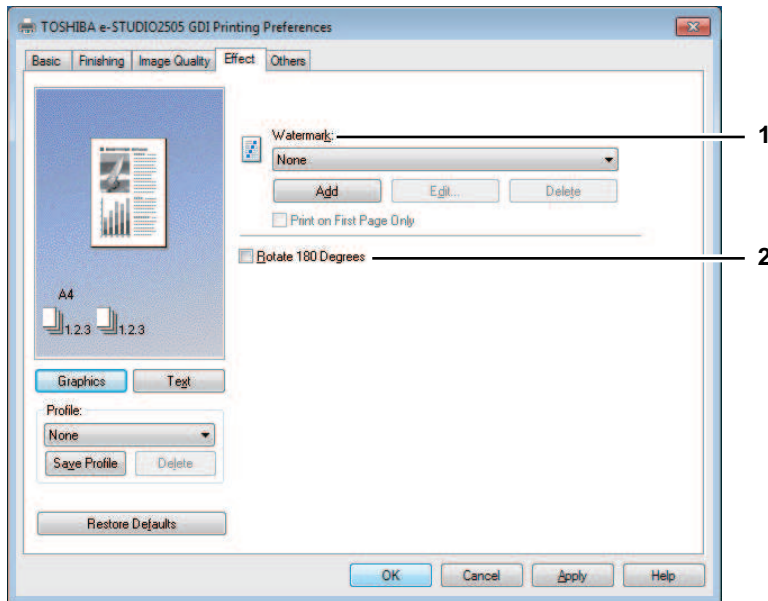 TOSHIBA e-STUDIO2505 GDI Printing Preferences
Basic Finishing Image Quality Effect Others
Watermark: 1
None
Add Edit... Delete
Print on First Page Only
Rotate 180 Degrees 2
A4
1.2.3 1.2.3
Graphics Text
Profile:
None
Save Profile Delete
Restore Defaults
OK Cancel Apply Help